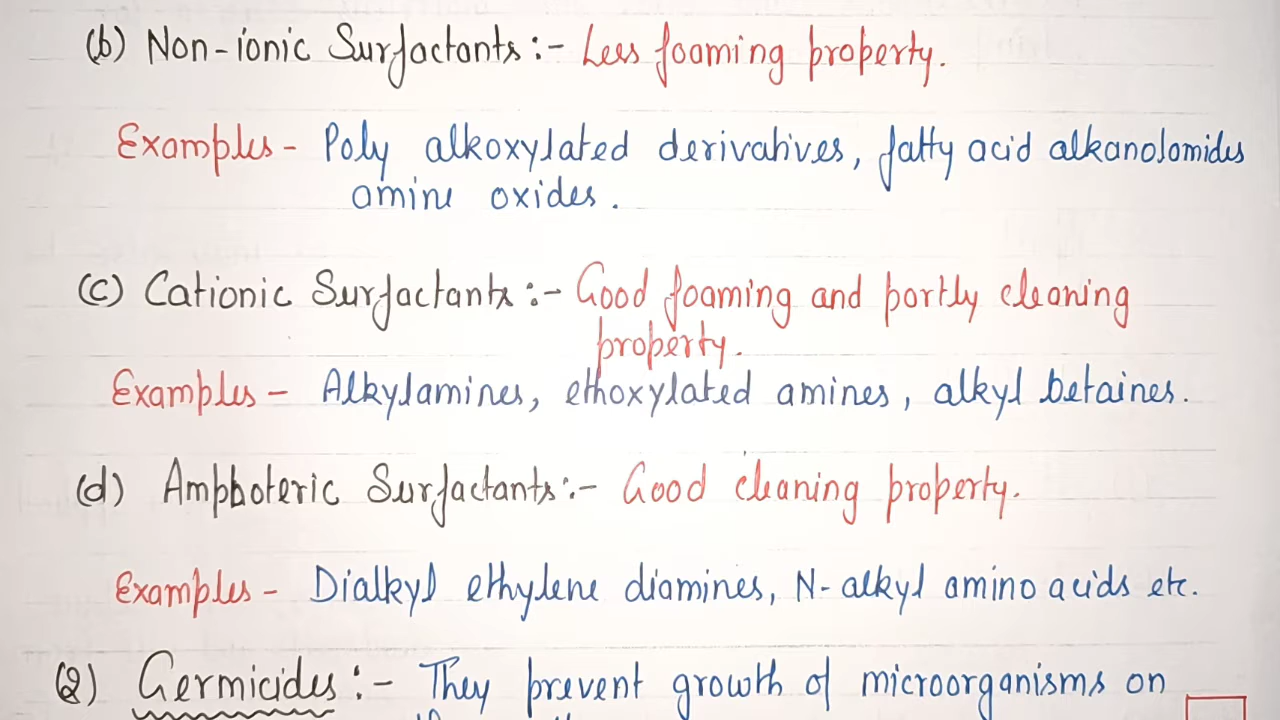 (b) Non-ionic Surfactants :- Less foaming property.
Examples - Poly alkoxylated derivatives, fatty acid alkanolomides
amine oxides.
(c) Cationic Surfactants :- Good foaming and partly cleaning
property.
Examples - Alkylamines, ethoxylated amines, alkyl betaines.
(d) Amphoteric Surfactants :- Good cleaning property.
Examples - Dialkyl ethylene diamines, N-alkyl amino acids etc.
(2) Germicides :- They prevent growth of microorganisms on